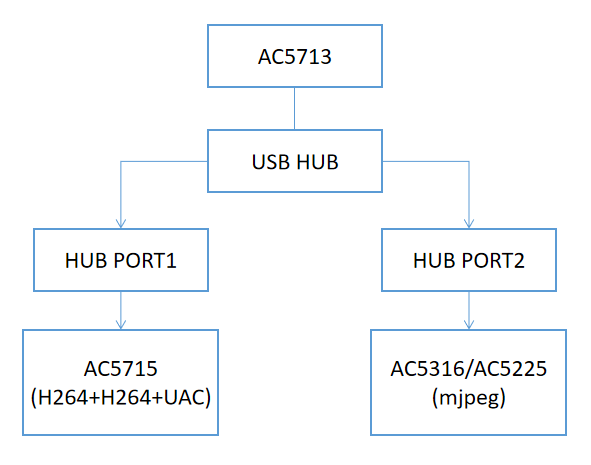 AC5713
USB HUB
HUB PORT1
HUB PORT2
AC5715
(H264+H264+UAC)
AC5316/AC5225
(mjpeg)